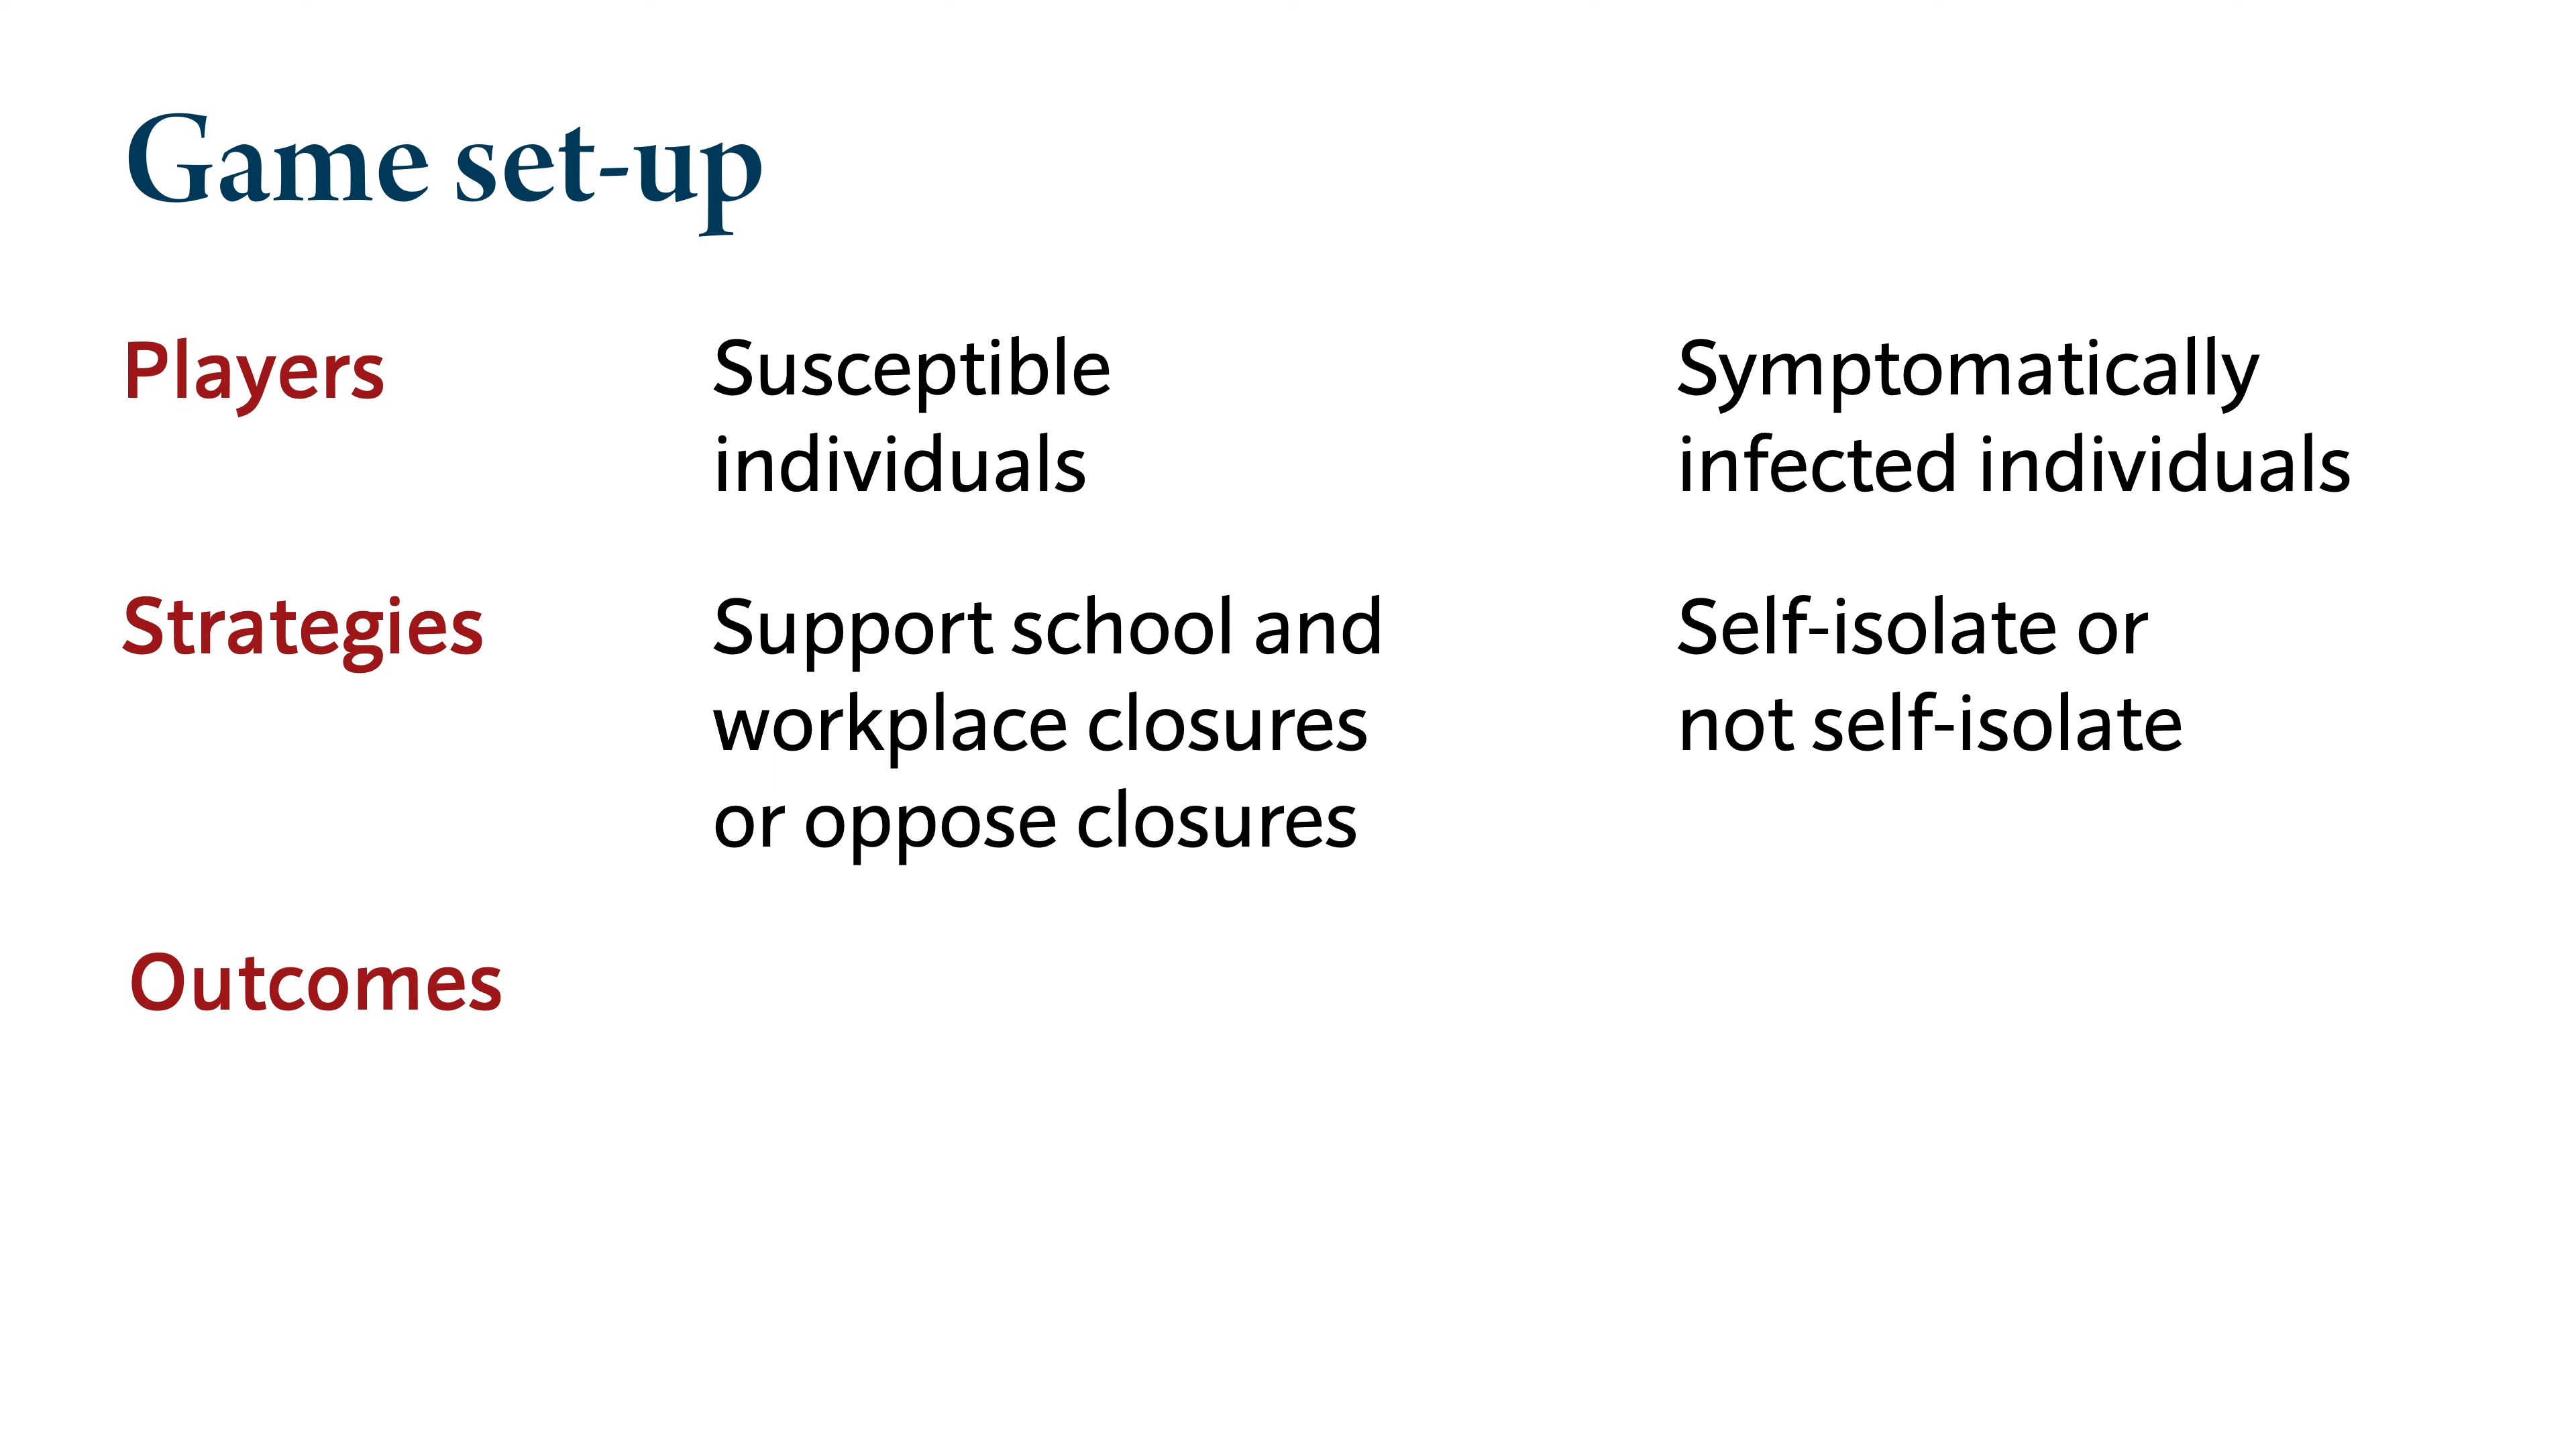 Game set-up
Players
Susceptible
individuals
Symptomatically
infected individuals
Strategies
Support school and
workplace closures
or oppose closures
Self-isolate or
not self-isolate
Outcomes